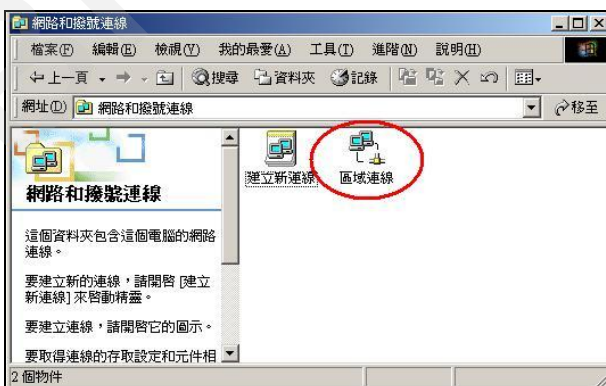 網路和撥號連線
檔案(F) 編輯(E) 檢視(V) 我的最愛(A) 工具(T) 進階(N) 說明(H)
上一頁 搜尋 資料夾 記錄
網址(D) 網路和撥號連線 移至
建立新連線 區域連線
網路和撥號連線
這個資料夾包含這個電腦的網路
連線。
要建立新的連線，請開啟 [建立
新連線] 來啟動精靈。
要建立連線，請開啟它的圖示。
要取得連線的存取設定和元件相
2 個物件